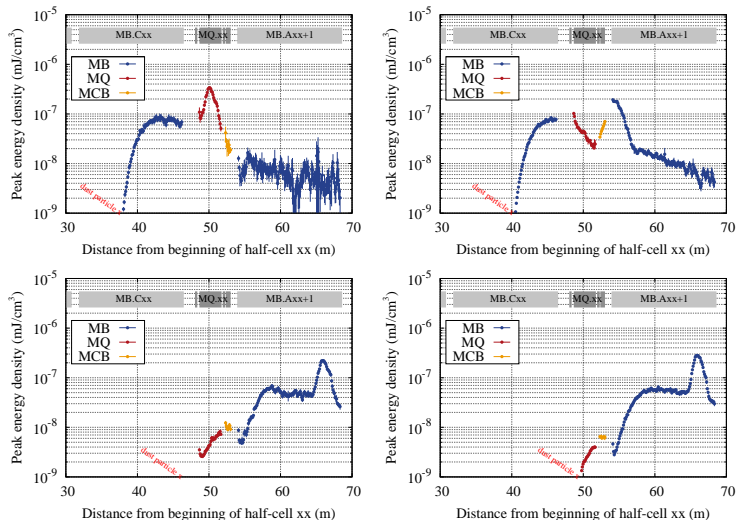 10^-5
10^-6
10^-7
10^-8
10^-9
Peak energy density (mJ/cm³)
MB.Cxx MQ.xx MB.Axx+1
MB
MQ
MCB
dust particle
30 40 50 60 70
Distance from beginning of half-cell xx (m)
10^-5
10^-6
10^-7
10^-8
10^-9
Peak energy density (mJ/cm³)
MB.Cxx MQ.xx MB.Axx+1
MB
MQ
MCB
dust particle
30 40 50 60 70
Distance from beginning of half-cell xx (m)
10^-5
10^-6
10^-7
10^-8
10^-9
Peak energy density (mJ/cm³)
MB.Cxx MQ.xx MB.Axx+1
MB
MQ
MCB
dust particle
30 40 50 60 70
Distance from beginning of half-cell xx (m)
10^-5
10^-6
10^-7
10^-8
10^-9
Peak energy density (mJ/cm³)
MB.Cxx MQ.xx MB.Axx+1
MB
MQ
MCB
dust particle
30 40 50 60 70
Distance from beginning of half-cell xx (m)